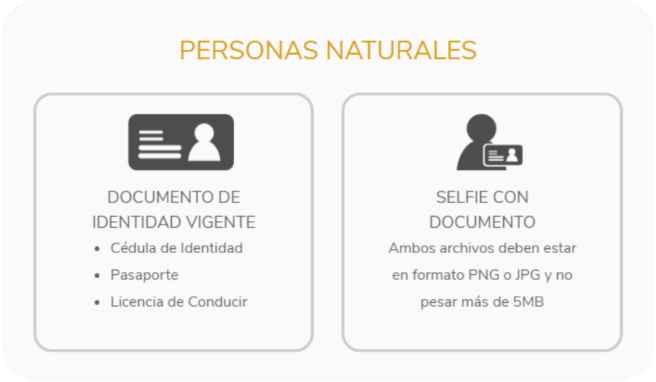 PERSONAS NATURALES
DOCUMENTO DE
IDENTIDAD VIGENTE
• Cédula de Identidad
• Pasaporte
• Licencia de Conducir
SELFIE CON
DOCUMENTO
Ambos archivos deben estar
en formato PNG o JPG y no
pesar más de 5MB